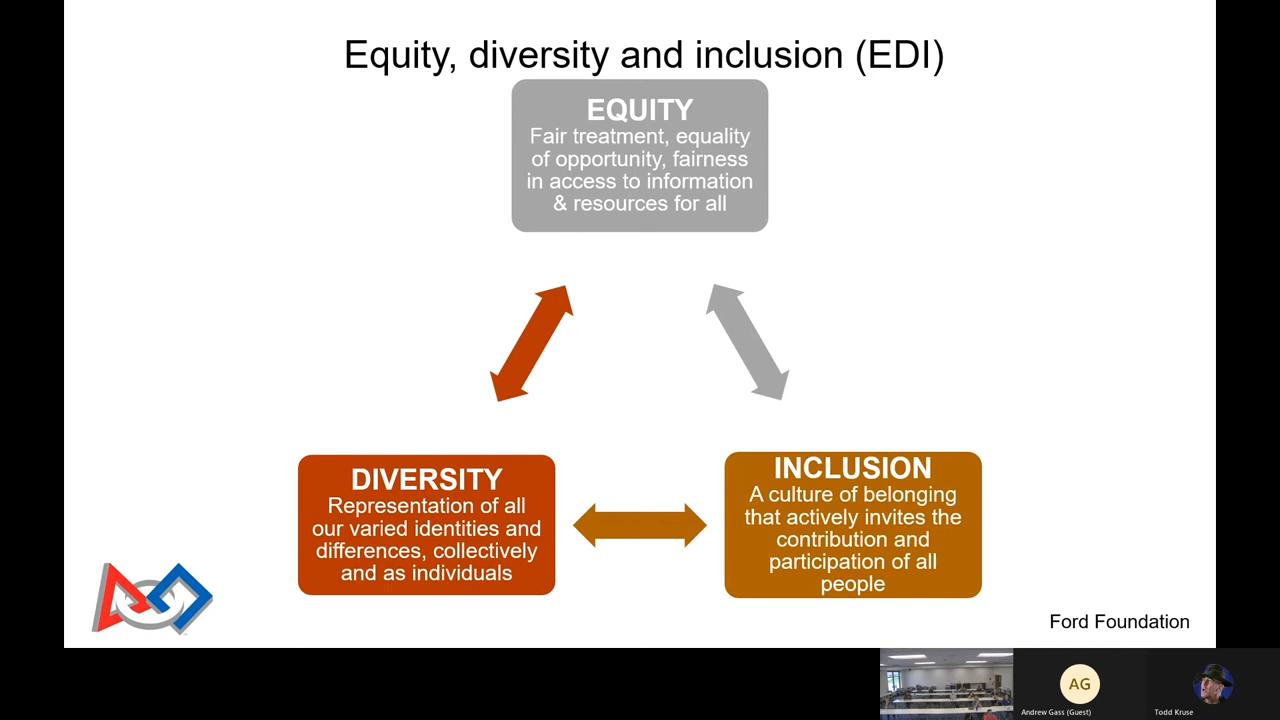 Equity, diversity and inclusion (EDI)
EQUITY
Fair treatment, equality
of opportunity, fairness
in access to information
& resources for all
DIVERSITY
Representation of all
our varied identities and
differences, collectively
and as individuals
INCLUSION
A culture of belonging
that actively invites the
contribution and
participation of all
people
Ford Foundation
AG
Andrew Gass (Guest)
Todd Kruse